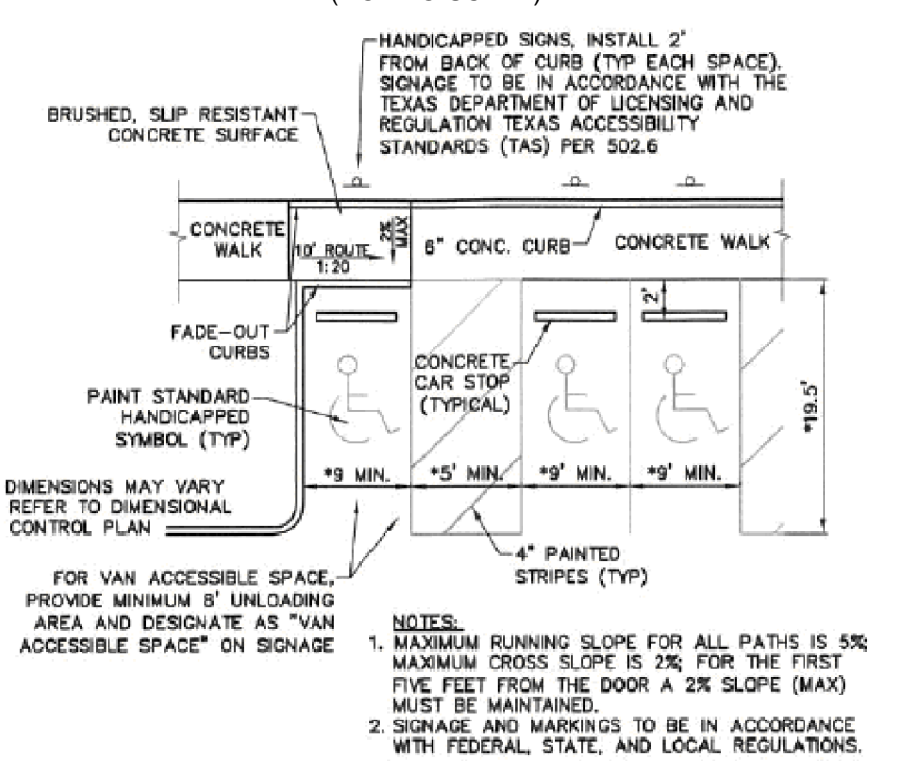 HANDICAPPED SIGNS, INSTALL 2'
FROM BACK OF CURB (TYP EACH SPACE).
SIGNAGE TO BE IN ACCORDANCE WITH THE
TEXAS DEPARTMENT OF LICENSING AND
REGULATION TEXAS ACCESSIBILITY
STANDARDS (TAS) PER 502.6
BRUSHED, SLIP RESISTANT
CONCRETE SURFACE
CONCRETE
WALK
10' ROUTE
1:20
2%
MAX
6" CONC. CURB
CONCRETE WALK
2'
FADE-OUT
CURBS
CONCRETE
CAR STOP
(TYPICAL)
PAINT STANDARD
HANDICAPPED
SYMBOL (TYP)
*19.5'
*9 MIN.
*5' MIN.
*9' MIN.
*9' MIN.
DIMENSIONS MAY VARY
REFER TO DIMENSIONAL
CONTROL PLAN
4" PAINTED
STRIPES (TYP)
FOR VAN ACCESSIBLE SPACE,
PROVIDE MINIMUM 8' UNLOADING
AREA AND DESIGNATE AS "VAN
ACCESSIBLE SPACE" ON SIGNAGE
NOTES:
1. MAXIMUM RUNNING SLOPE FOR ALL PATHS IS 5%;
MAXIMUM CROSS SLOPE IS 2%; FOR THE FIRST
FIVE FEET FROM THE DOOR A 2% SLOPE (MAX)
MUST BE MAINTAINED.
2. SIGNAGE AND MARKINGS TO BE IN ACCORDANCE
WITH FEDERAL, STATE, AND LOCAL REGULATIONS.